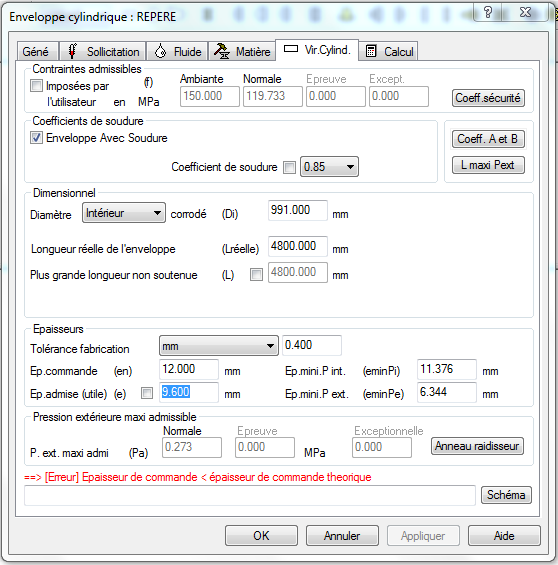 Enveloppe cylindrique : REPERE
Géné Sollicitation Fluide Matière Vir.Cylind. Calcul
Contraintes admissibles
Imposées par (f) Ambiante Normale Epreuve Except.
l'utilisateur en MPa 150.000 119.733 0.000 0.000 Coeff.sécurité
Coefficients de soudure
Enveloppe Avec Soudure Coeff. A et B
Coefficient de soudure 0.85 L maxi Pext
Dimensionnel
Diamètre Intérieur corrodé (Di) 991.000 mm
Longueur réelle de l'enveloppe (Lréelle) 4800.000 mm
Plus grande longueur non soutenue (L) 4800.000 mm
Epaisseurs
Tolérance fabrication mm 0.400
Ep.commande (en) 12.000 mm Ep.mini.P int. (eminPi) 11.376 mm
Ep.admise (utile) (e) 9.600 mm Ep.mini.P ext. (eminPe) 6.344 mm
Pression extérieure maxi admissible
Normale Epreuve Exceptionnelle
P. ext. maxi admi (Pa) 0.273 0.000 MPa 0.000 Anneau raidisseur
==> [Erreur] Epaisseur de commande < épaisseur de commande theorique
Schéma
OK Annuler Appliquer Aide